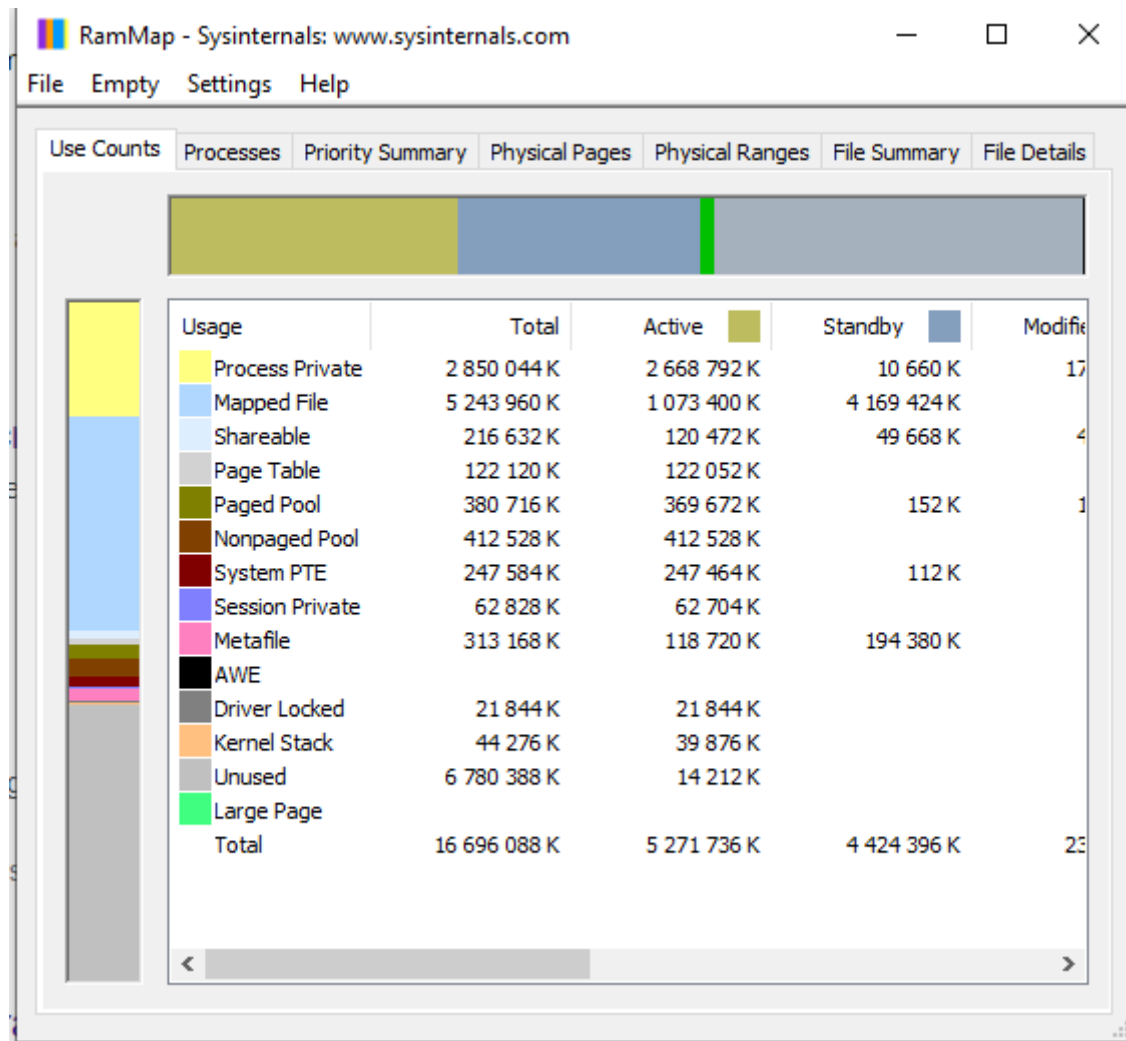 RamMap - Sysinternals: www.sysinternals.com
File Empty Settings Help
Use Counts Processes Priority Summary Physical Pages Physical Ranges File Summary File Details
Usage Total Active Standby Modifie
Process Private 2 850 044 K 2 668 792 K 10 660 K 17
Mapped File 5 243 960 K 1 073 400 K 4 169 424 K
Shareable 216 632 K 120 472 K 49 668 K 4
Page Table 122 120 K 122 052 K
Paged Pool 380 716 K 369 672 K 152 K 1
Nonpaged Pool 412 528 K 412 528 K
System PTE 247 584 K 247 464 K 112 K
Session Private 62 828 K 62 704 K
Metafile 313 168 K 118 720 K 194 380 K
AWE
Driver Locked 21 844 K 21 844 K
Kernel Stack 44 276 K 39 876 K
Unused 6 780 388 K 14 212 K
Large Page
Total 16 696 088 K 5 271 736 K 4 424 396 K 23